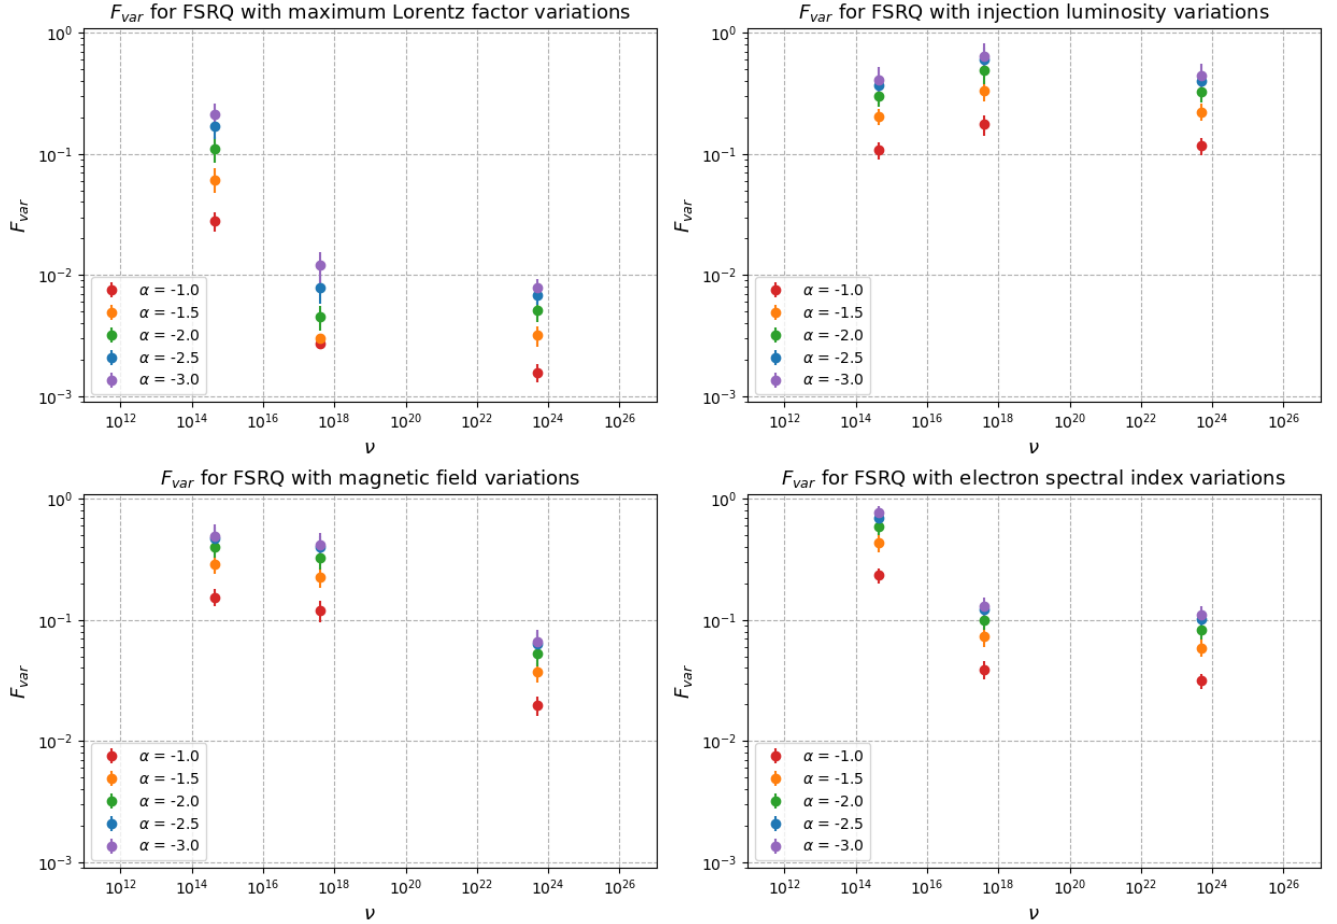 F_var for FSRQ with maximum Lorentz factor variations
F_var
10^0
10^-1
10^-2
10^-3
α = -1.0
α = -1.5
α = -2.0
α = -2.5
α = -3.0
10^12 10^14 10^16 10^18 10^20 10^22 10^24 10^26
ν
F_var for FSRQ with injection luminosity variations
F_var
10^0
10^-1
10^-2
10^-3
α = -1.0
α = -1.5
α = -2.0
α = -2.5
α = -3.0
10^12 10^14 10^16 10^18 10^20 10^22 10^24 10^26
ν
F_var for FSRQ with magnetic field variations
F_var
10^0
10^-1
10^-2
10^-3
α = -1.0
α = -1.5
α = -2.0
α = -2.5
α = -3.0
10^12 10^14 10^16 10^18 10^20 10^22 10^24 10^26
ν
F_var for FSRQ with electron spectral index variations
F_var
10^0
10^-1
10^-2
10^-3
α = -1.0
α = -1.5
α = -2.0
α = -2.5
α = -3.0
10^12 10^14 10^16 10^18 10^20 10^22 10^24 10^26
ν